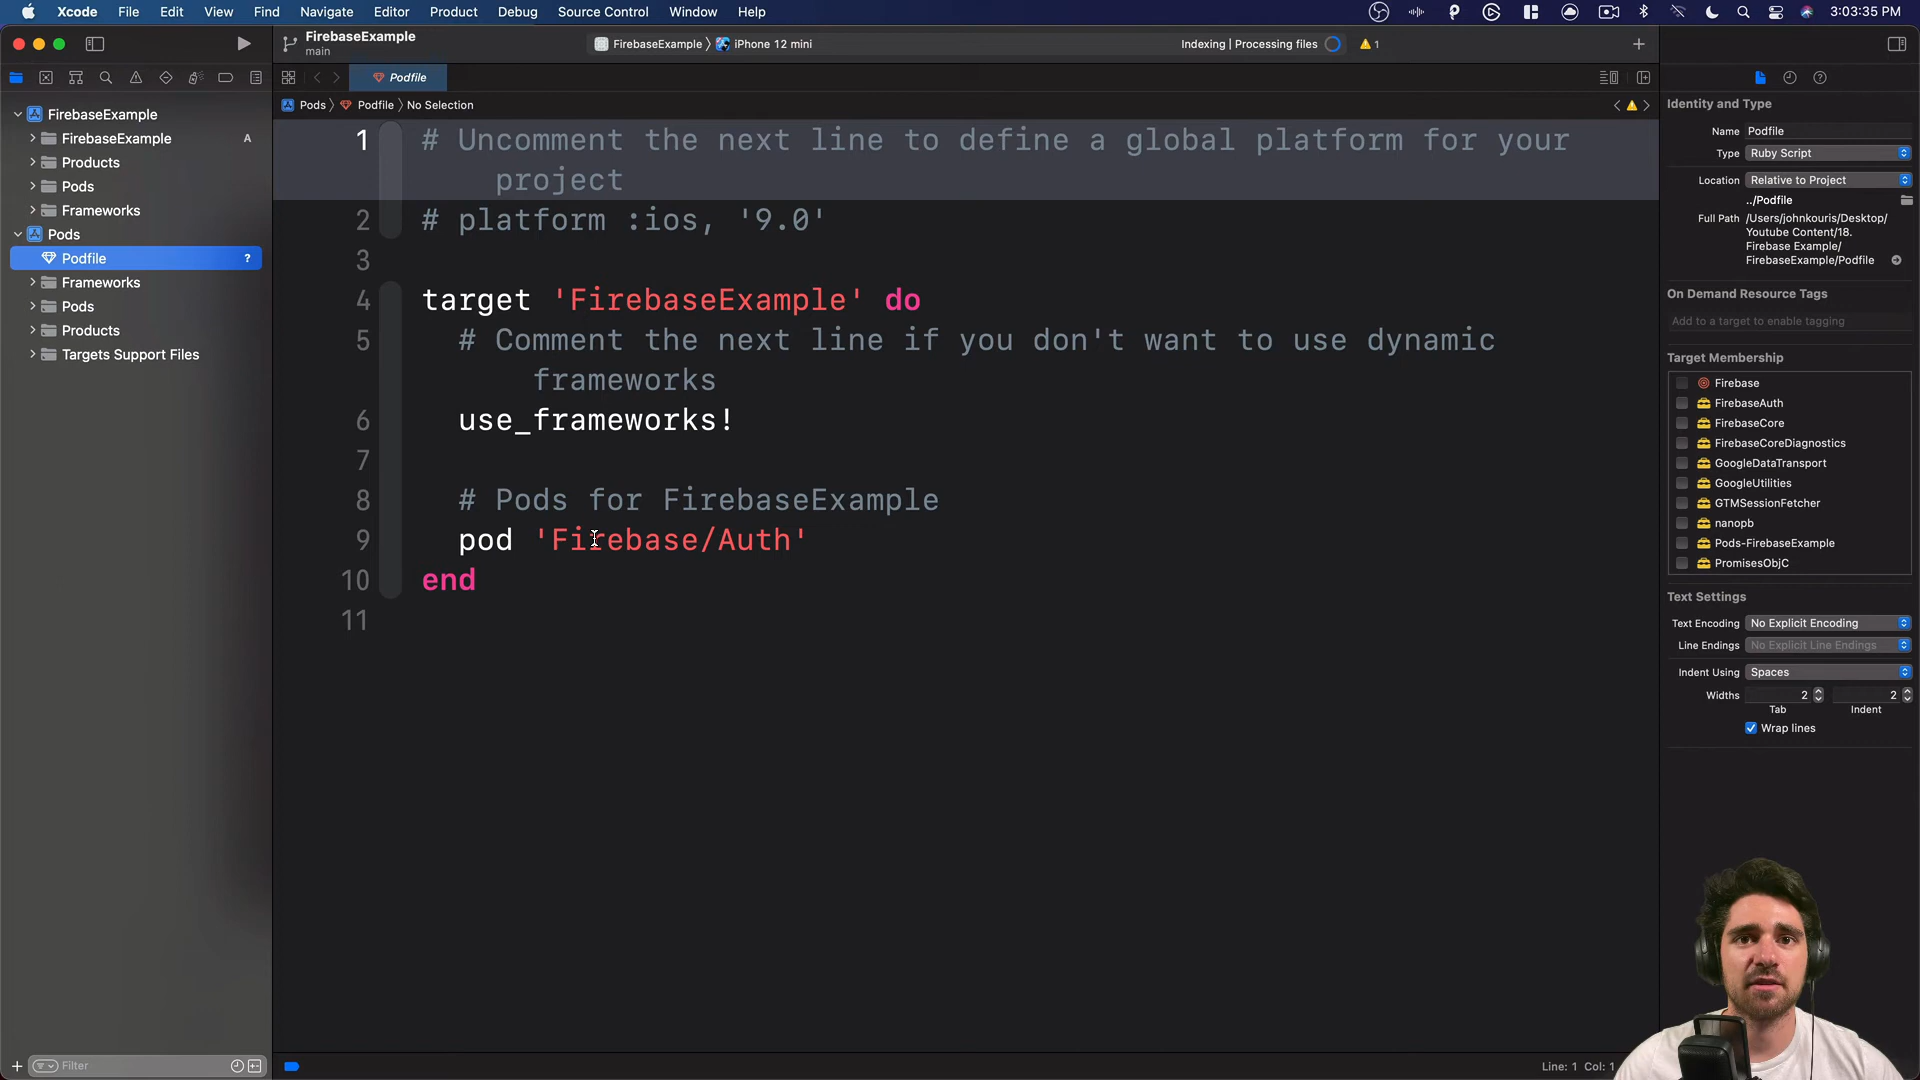 Xcode File Edit View Find Navigate Editor Product Debug Source Control Window Help 3:03:35 PM
FirebaseExample
main
FirebaseExample iPhone 12 mini
Indexing | Processing files
1
Podfile
Pods Podfile No Selection
FirebaseExample
FirebaseExample A
Products
Pods
Frameworks
Pods
Podfile ?
Frameworks
Pods
Products
Targets Support Files
Filter
1 # Uncomment the next line to define a global platform for your
project
2 # platform :ios, '9.0'
3
4 target 'FirebaseExample' do
5 # Comment the next line if you don't want to use dynamic
frameworks
6 use_frameworks!
7
8 # Pods for FirebaseExample
9 pod 'Firebase/Auth'
10 end
11
Line: 1 Col: 1
Identity and Type
Name Podfile
Type Ruby Script
Location Relative to Project
../Podfile
Full Path /Users/johnkouris/Desktop/
Youtube Content/18.
Firebase Example/
FirebaseExample/Podfile
On Demand Resource Tags
Add to a target to enable tagging
Target Membership
Firebase
FirebaseAuth
FirebaseCore
FirebaseCoreDiagnostics
GoogleDataTransport
GoogleUtilities
GTMSessionFetcher
nanopb
Pods-FirebaseExample
PromisesObjC
Text Settings
Text Encoding No Explicit Encoding
Line Endings No Explicit Line Endings
Indent Using Spaces
Widths 2 2
Tab Indent
Wrap lines